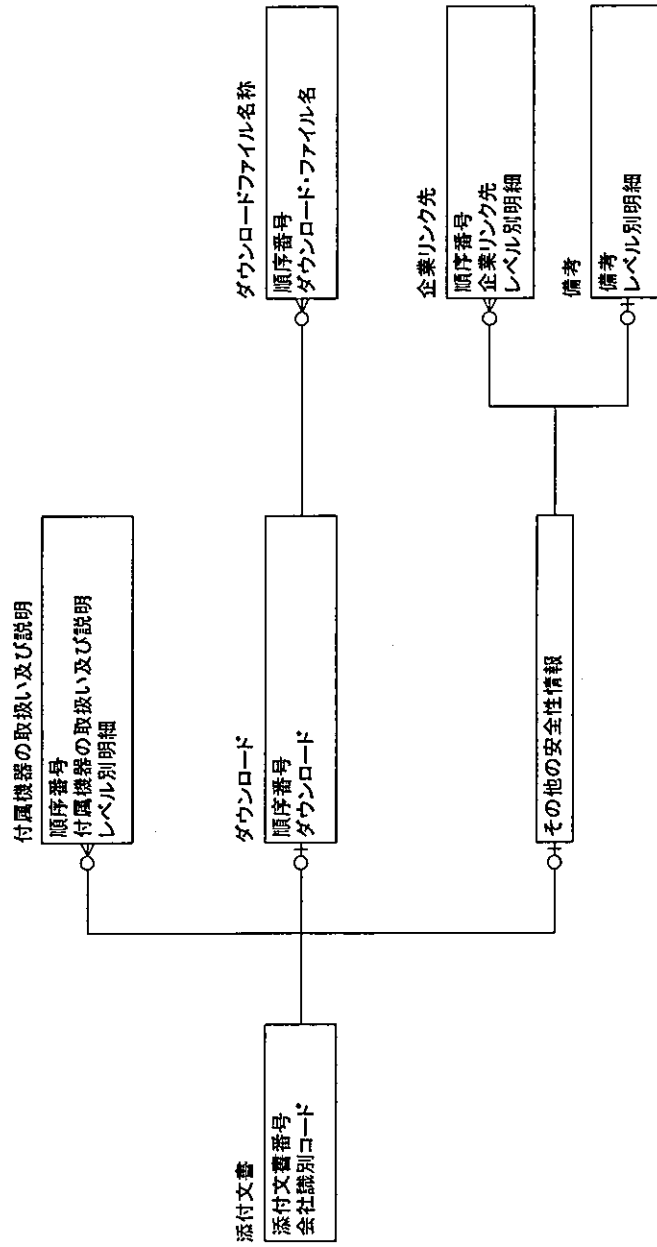 付属機器の取扱い及び説明
順序番号
付属機器の取扱い及び説明
レベル別明細
ダウンロードファイル名称
順序番号
ダウンロード・ファイル名
ダウンロード
順序番号
ダウンロード
添付文書
添付文書番号
会社識別コード
企業リンク先
順序番号
企業リンク先
レベル別明細
その他の安全性情報
備考
備考
レベル別明細